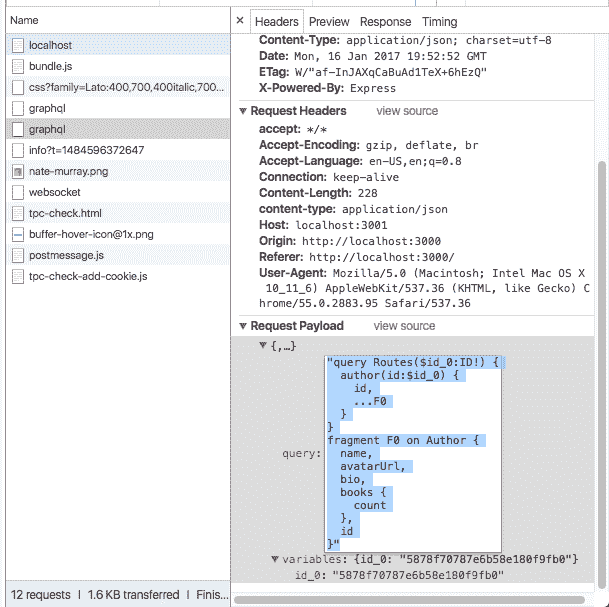 Name
localhost
bundle.js
css?family=Lato:400,700,400italic,700...
graphql
graphql
info?t=1484596372647
nate-murray.png
websocket
tpc-check.html
buffer-hover-icon@1x.png
postmessage.js
tpc-check-add-cookie.js
12 requests | 1.6 KB transferred | Finis...
× Headers Preview Response Timing
Content-Type: application/json; charset=utf-8
Date: Mon, 16 Jan 2017 19:52:52 GMT
ETag: W/"af-InJAXqCaBuAd1TeX+6hEzQ"
X-Powered-By: Express
▼ Request Headers view source
accept: */*
Accept-Encoding: gzip, deflate, br
Accept-Language: en-US,en;q=0.8
Connection: keep-alive
Content-Length: 228
content-type: application/json
Host: localhost:3001
Origin: http://localhost:3000
Referer: http://localhost:3000/
User-Agent: Mozilla/5.0 (Macintosh; Intel Mac OS X
10_11_6) AppleWebKit/537.36 (KHTML, like Gecko) C
hrome/55.0.2883.95 Safari/537.36
▼ Request Payload view source
▼ {,…}
"query Routes($id_0:ID!) {
author(id:$id_0) {
id,
...F0
}
}
fragment F0 on Author {
name,
query: avatarUrl,
bio,
books {
count
},
id
}"
▼ variables: {id_0: "5878f70787e6b58e180f9fb0"}
id_0: "5878f70787e6b58e180f9fb0"